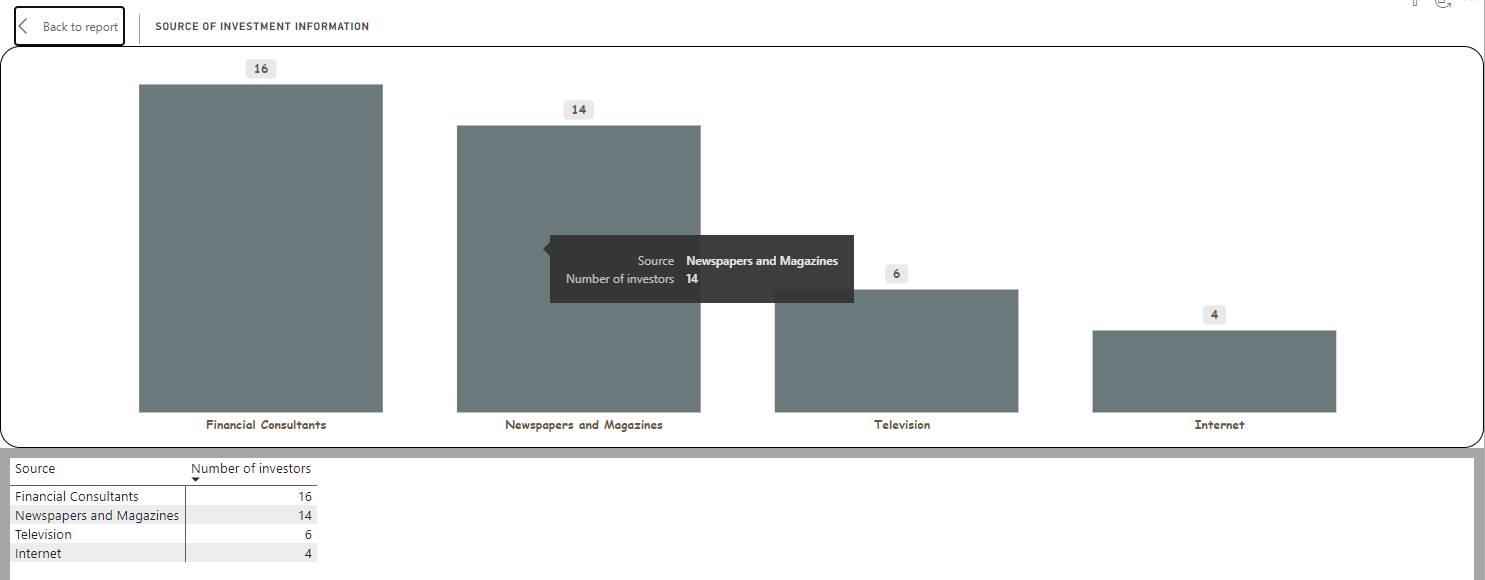 Back to report
SOURCE OF INVESTMENT INFORMATION
16
14
6
4
Source Newspapers and Magazines
Number of investors 14
Financial Consultants
Newspapers and Magazines
Television
Internet
Source Number of investors
Financial Consultants 16
Newspapers and Magazines 14
Television 6
Internet 4